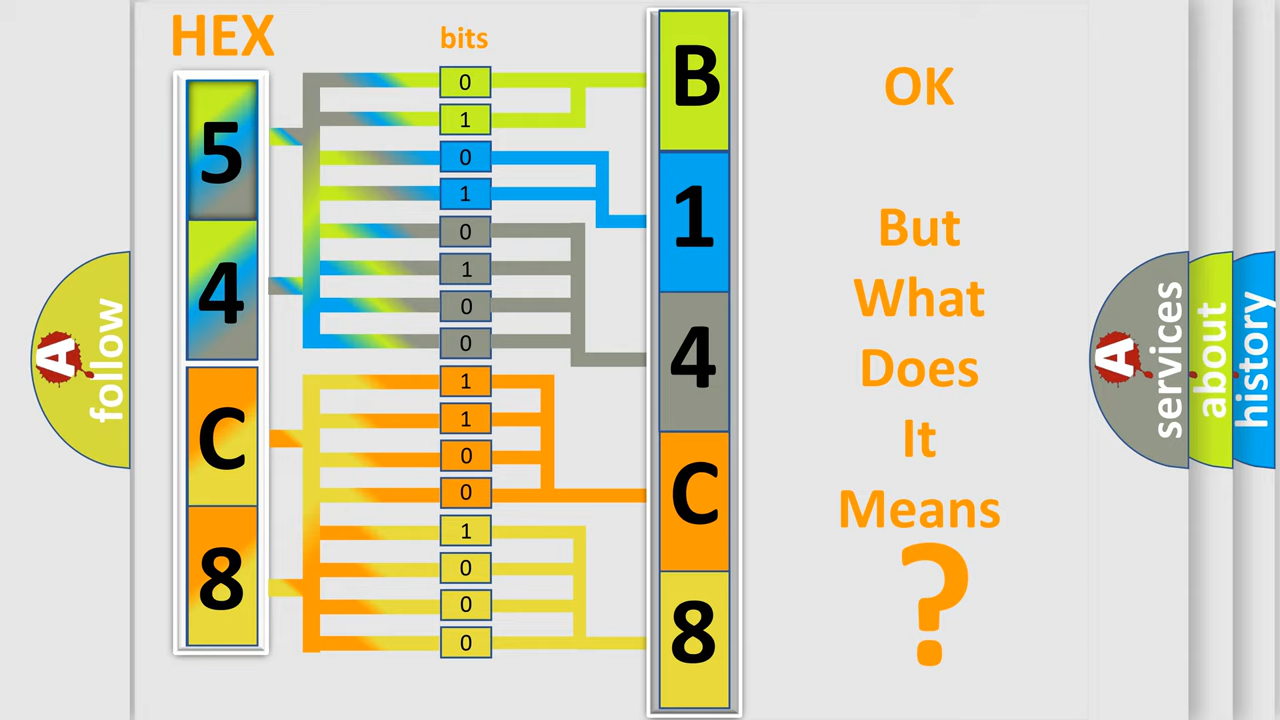 HEX
bits
5
4
C
8
0
1
0
1
0
1
0
0
1
1
0
0
1
0
0
0
B
1
4
C
8
OK
But
What
Does
It
Means
?
A
follow
A
services
about
history